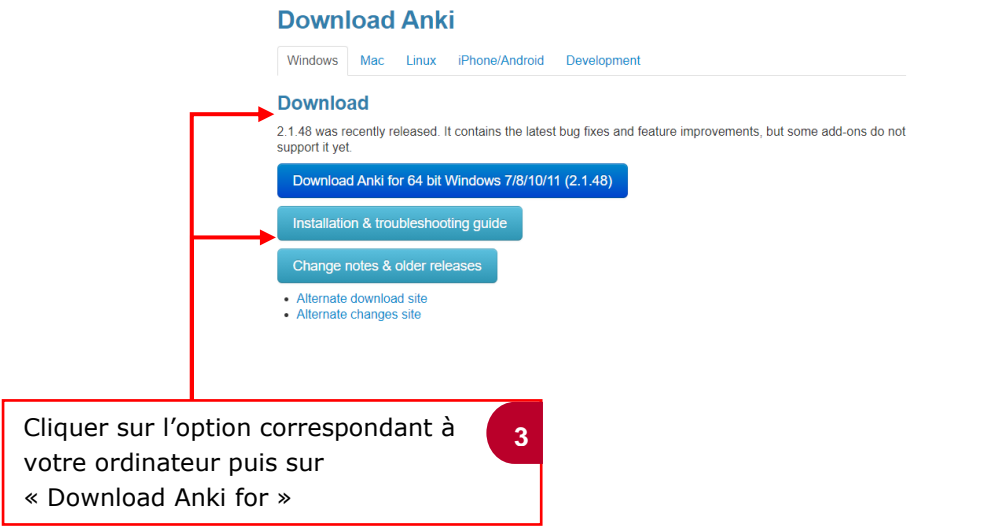 Download Anki
Windows Mac Linux iPhone/Android Development
Download
2.1.48 was recently released. It contains the latest bug fixes and feature improvements, but some add-ons do not
support it yet.
Download Anki for 64 bit Windows 7/8/10/11 (2.1.48)
Installation & troubleshooting guide
Change notes & older releases
• Alternate download site
• Alternate changes site
Cliquer sur l’option correspondant à
votre ordinateur puis sur
« Download Anki for »
3